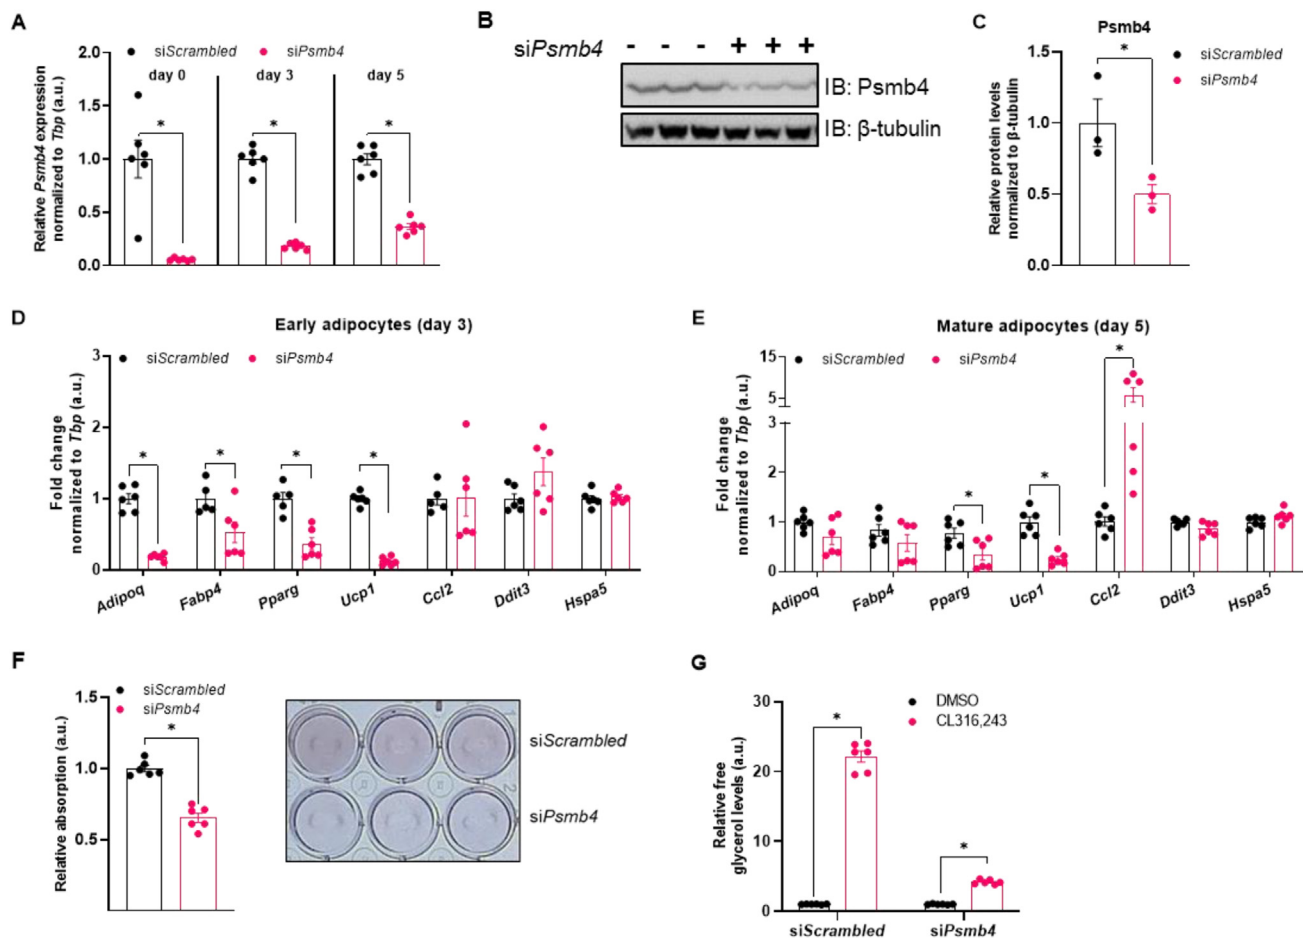 A
siScrambled siPsmb4
day 0 day 3 day 5
Relative Psmb4 expression
normalized to Tbp (a.u.)
2.0
1.5
1.0
0.5
0.0
* * *
B
siPsmb4 - - - + + +
IB: Psmb4
IB: β-tubulin
C
Psmb4
siScrambled
siPsmb4
Relative protein levels
normalized to β-tubulin
1.5
1.0
0.5
0.0
*
D
Early adipocytes (day 3)
siScrambled siPsmb4
Fold change
normalized to Tbp (a.u.)
3
2
1
0
* * * *
Adipoq Fabp4 Pparg Ucp1 Ccl2 Ddit3 Hspa5
E
Mature adipocytes (day 5)
siScrambled siPsmb4
Fold change
normalized to Tbp (a.u.)
15
5
3
2
1
0
* * *
Adipoq Fabp4 Pparg Ucp1 Ccl2 Ddit3 Hspa5
F
siScrambled
siPsmb4
Relative absorption (a.u.)
1.5
1.0
0.5
*
siScrambled
siPsmb4
G
DMSO
CL316,243
Relative free
glycerol levels (a.u.)
30
20
10
0
* *
siScrambled siPsmb4